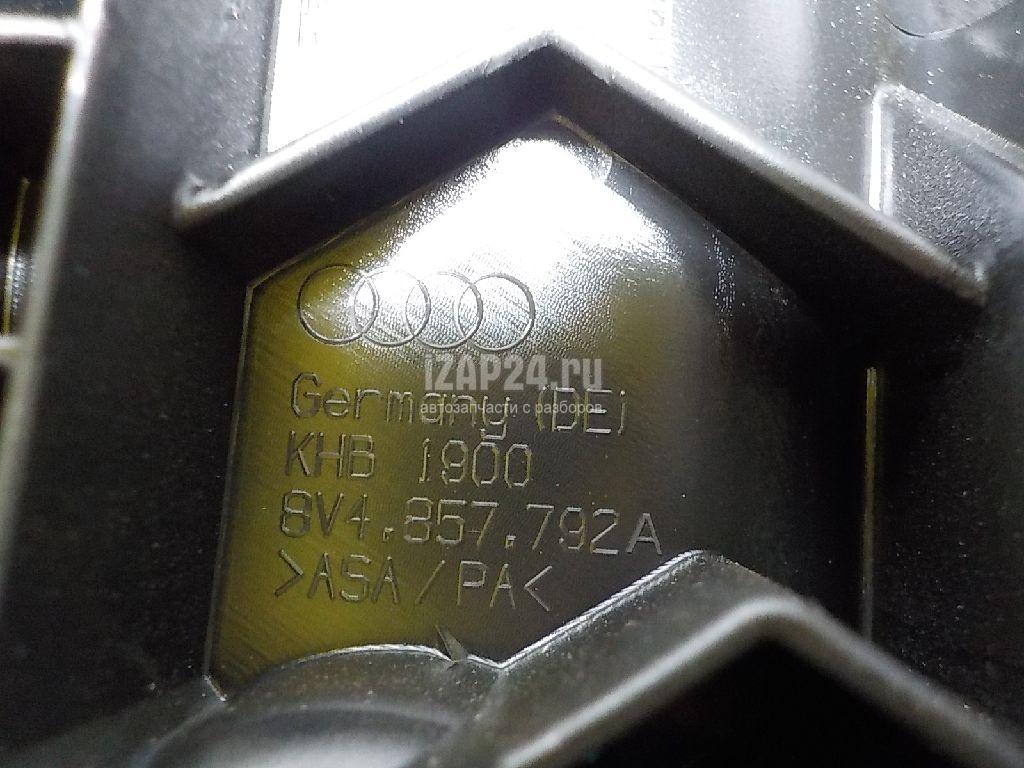 iZAP24.ru
автозапчасти с разборов
Germany (DE)
KHB 1900
8V4.857.792A
>ASA/PA<